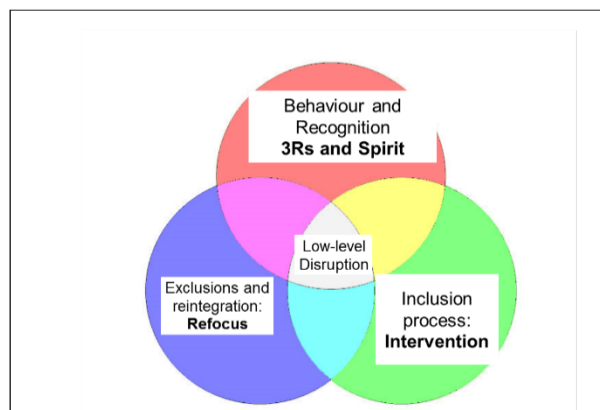 Behaviour and
Recognition
3Rs and Spirit
Low-level
Disruption
Exclusions and
reintegration:
Refocus
Inclusion
process:
Intervention